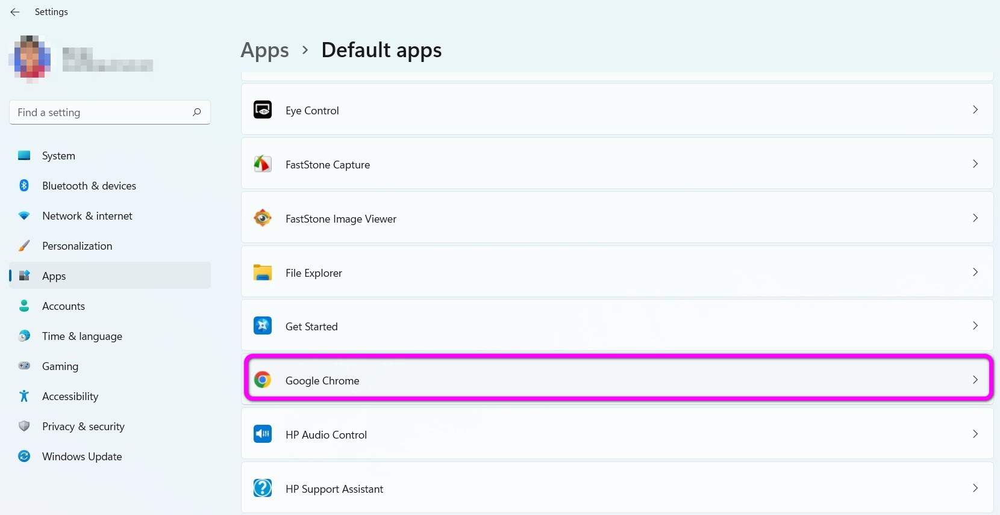 Settings
Find a setting
System
Bluetooth & devices
Network & internet
Personalization
Apps
Accounts
Time & language
Gaming
Accessibility
Privacy & security
Windows Update
Apps > Default apps
Eye Control
FastStone Capture
FastStone Image Viewer
File Explorer
Get Started
Google Chrome
HP Audio Control
HP Support Assistant